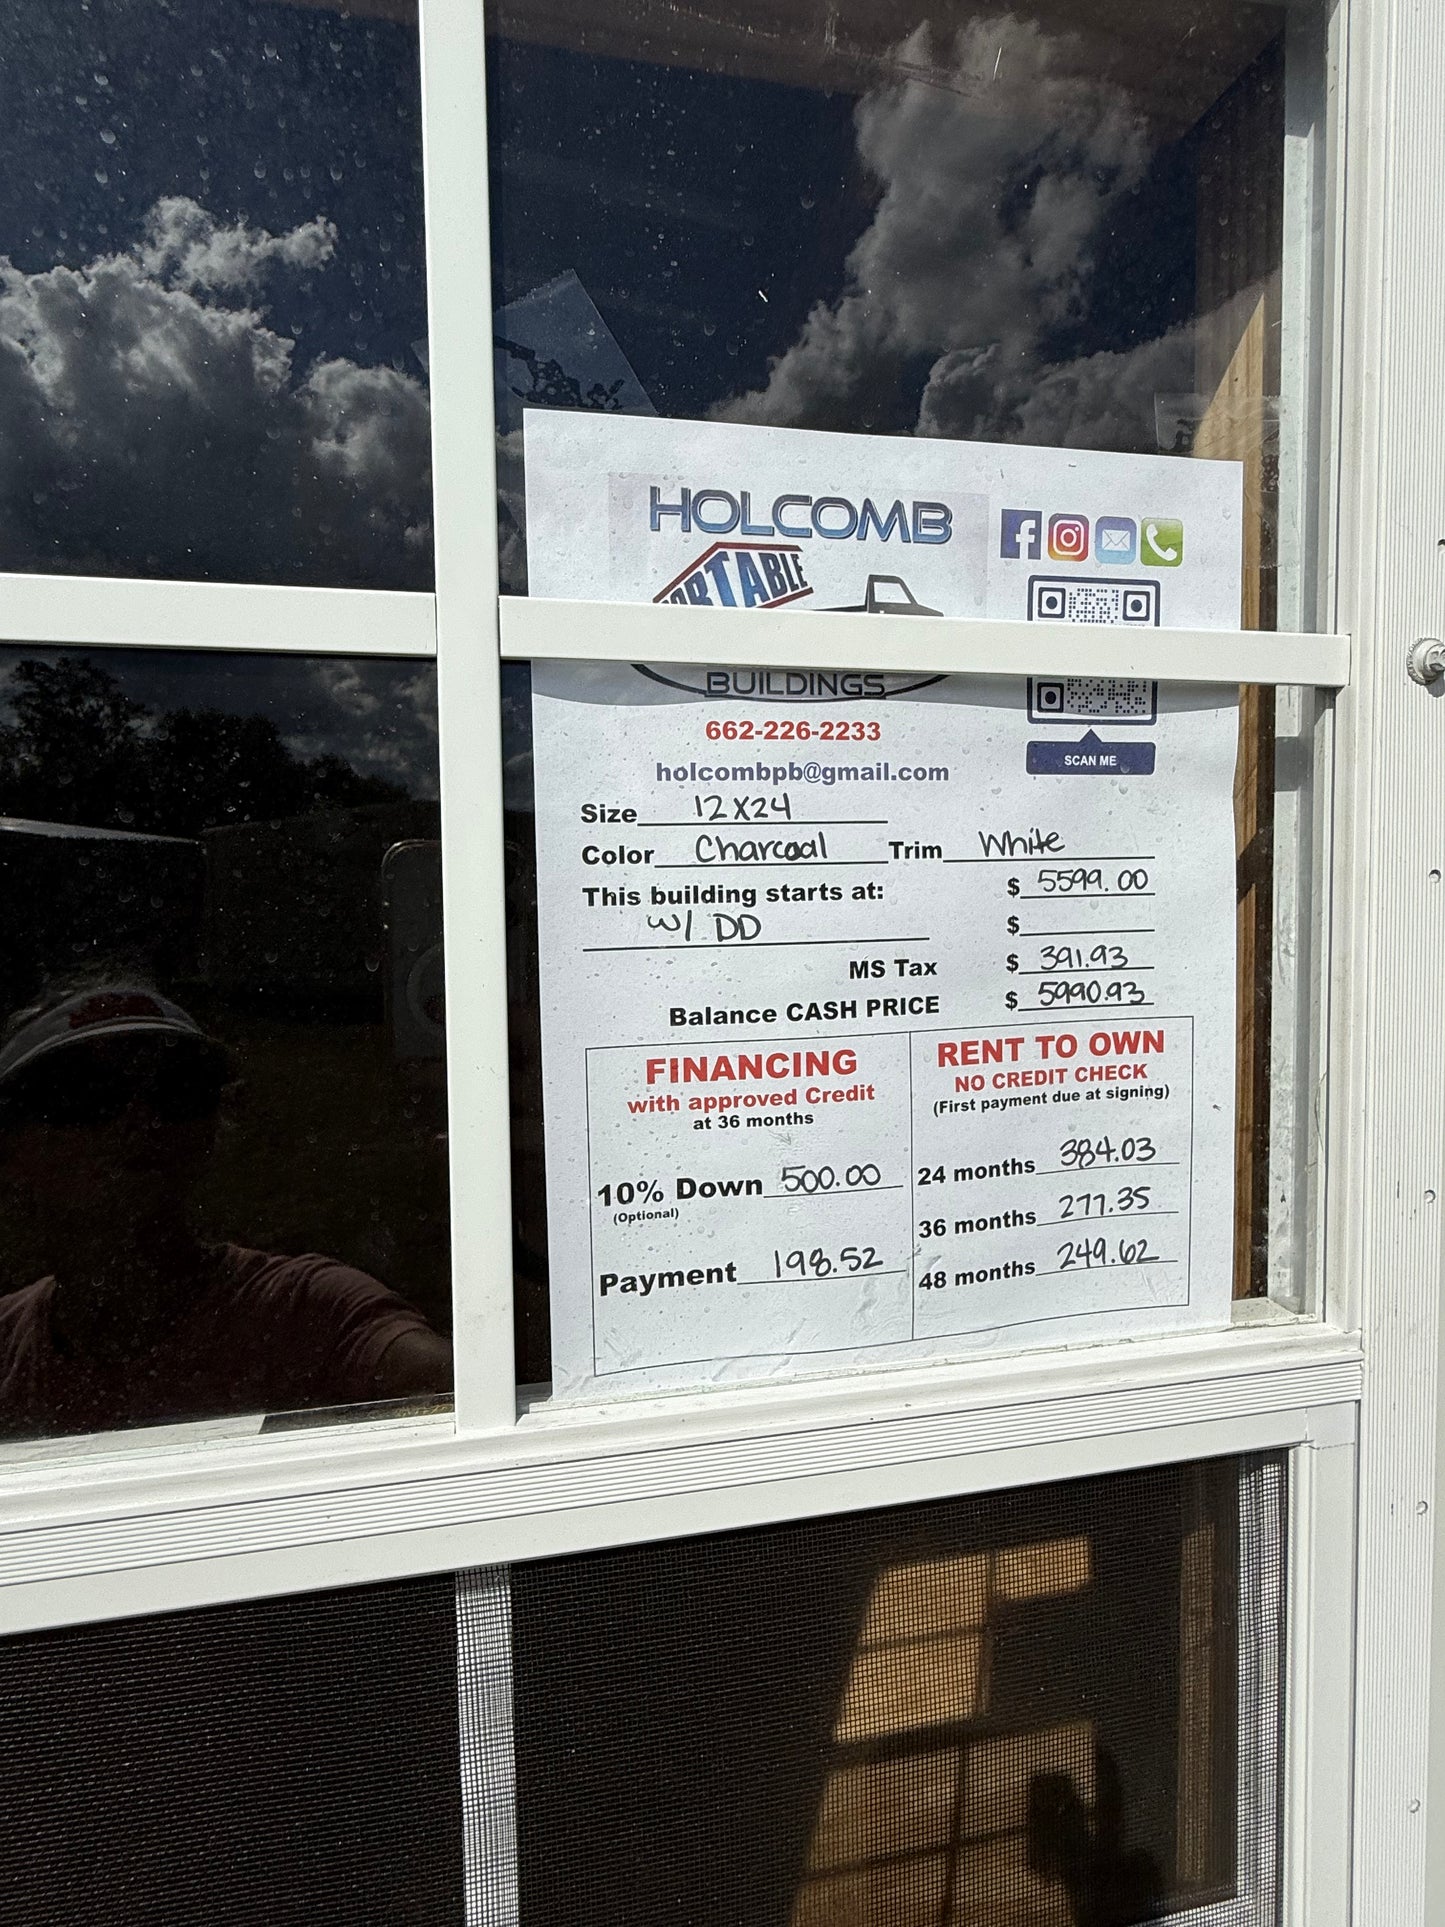 HOLCOMB
PORTABLE
BUILDINGS
SCAN ME
662-226-2233
holcombpb@gmail.com
Size 12X24
Color Charcoal Trim White
This building starts at: $ 5599.00
w/ DD $
MS Tax $ 391.93
Balance CASH PRICE $ 5990.93
FINANCING
with approved Credit
at 36 months
10% Down 500.00
(Optional)
Payment 198.52
RENT TO OWN
NO CREDIT CHECK
(First payment due at signing)
24 months 384.03
36 months 277.35
48 months 249.62